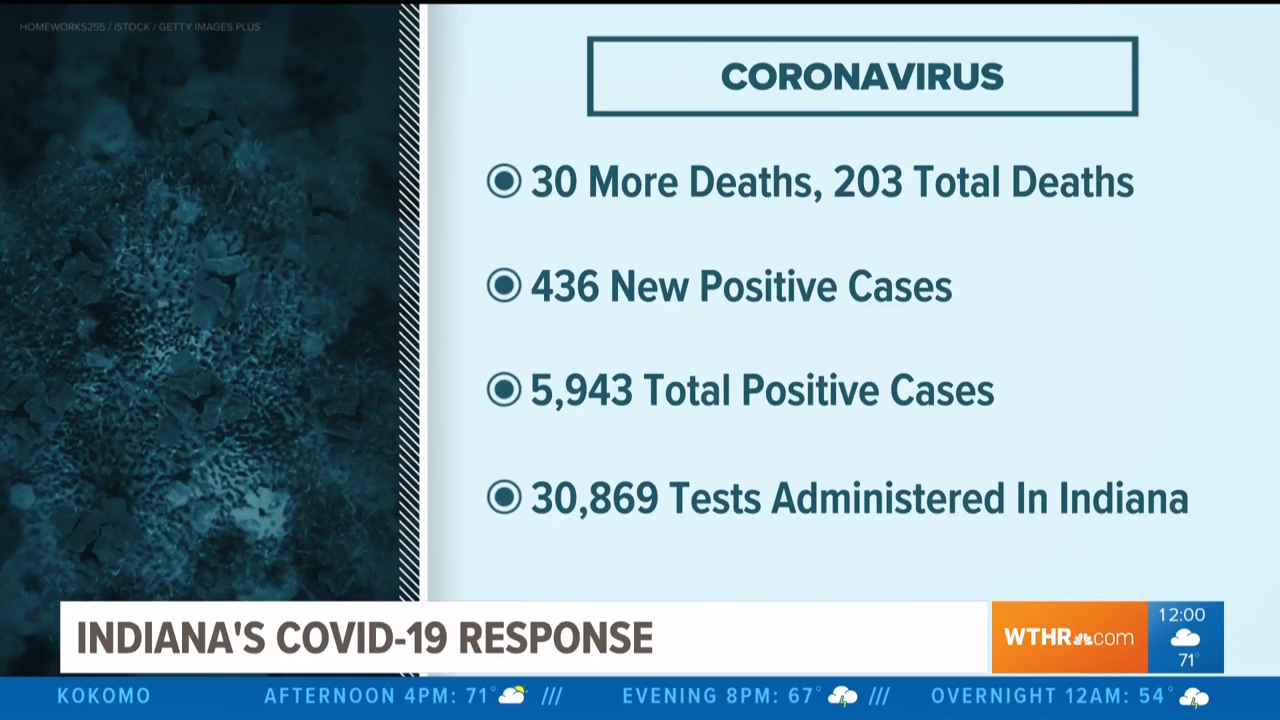 HOMEWORKS255 / iSTOCK / GETTY IMAGES PLUS
CORONAVIRUS
30 More Deaths, 203 Total Deaths
436 New Positive Cases
5,943 Total Positive Cases
30,869 Tests Administered In Indiana
INDIANA'S COVID-19 RESPONSE
WTHR.com
12:00
71°
KOKOMO AFTERNOON 4PM: 71° /// EVENING 8PM: 67° /// OVERNIGHT 12AM: 54°